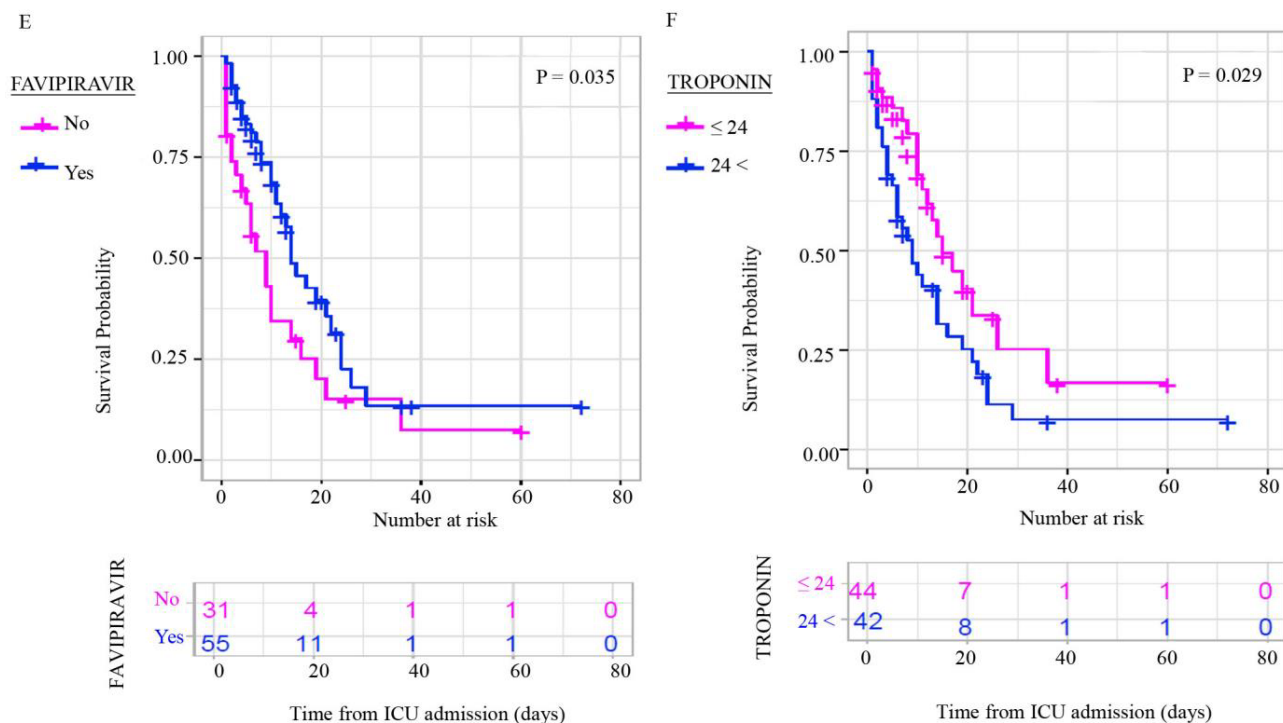 E
FAVIPIRAVIR
No
Yes
Survival Probability
1.00
0.75
0.50
0.25
0.00
P = 0.035
0 20 40 60 80
Number at risk
FAVIPIRAVIR
No 31 4 1 1 0
Yes 55 11 1 1 0
0 20 40 60 80
Time from ICU admission (days)
F
TROPONIN
≤ 24
24 <
Survival Probability
1.00
0.75
0.50
0.25
0.00
P = 0.029
0 20 40 60 80
Number at risk
TROPONIN
≤ 24 44 7 1 1 0
24 < 42 8 1 1 0
0 20 40 60 80
Time from ICU admission (days)